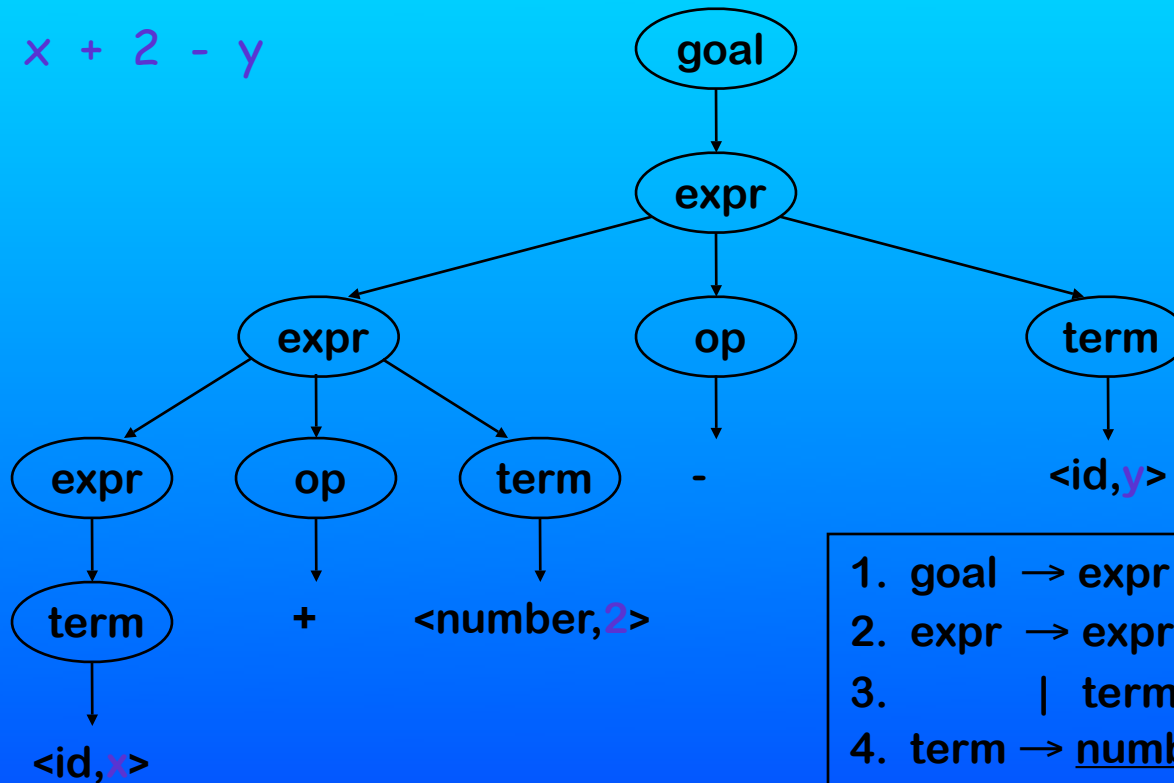 x + 2 - y
goal
expr
expr op term
expr op term - <id,y>
term + <number,2>
<id,x>
1. goal → expr
2. expr → expr
3. | term
4. term →